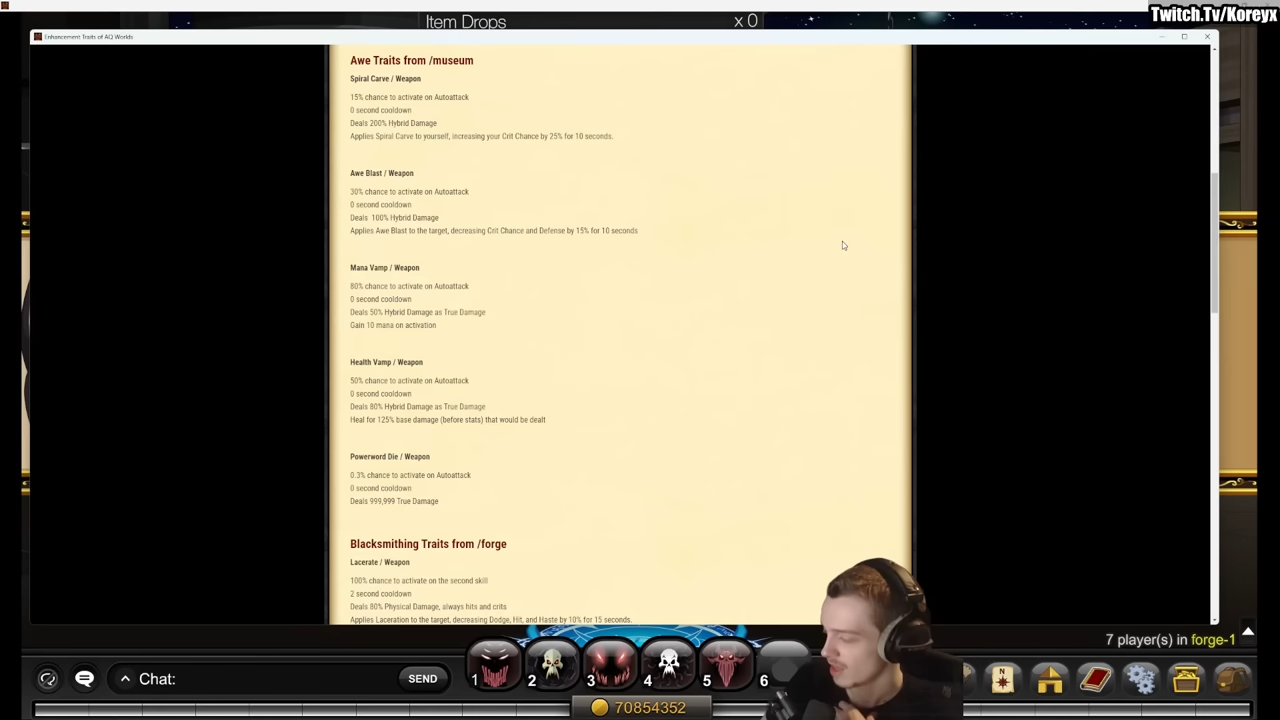 Twitch.Tv/Koreyx
Item Drops
x 0
Enhancement Traits of AQ Worlds
Awe Traits from /museum
Spiral Carve / Weapon
15% chance to activate on Autoattack
0 second cooldown
Deals 200% Hybrid Damage
Applies Spiral Carve to yourself, increasing your Crit Chance by 25% for 10 seconds.
Awe Blast / Weapon
30% chance to activate on Autoattack
0 second cooldown
Deals 100% Hybrid Damage
Applies Awe Blast to the target, decreasing Crit Chance and Defense by 15% for 10 seconds
Mana Vamp / Weapon
80% chance to activate on Autoattack
0 second cooldown
Deals 50% Hybrid Damage as True Damage
Gain 10 mana on activation
Health Vamp / Weapon
50% chance to activate on Autoattack
0 second cooldown
Deals 80% Hybrid Damage as True Damage
Heal for 125% base damage (before stats) that would be dealt
Powerword Die / Weapon
0.3% chance to activate on Autoattack
0 second cooldown
Deals 999,999 True Damage
Blacksmithing Traits from /forge
Lacerate / Weapon
100% chance to activate on the second skill
2 second cooldown
Deals 80% Physical Damage, always hits and crits
Applies Laceration to the target, decreasing Dodge, Hit, and Haste by 10% for 15 seconds.
7 player(s) in forge-1
Chat:
SEND
1 2 3 4 5 6
N
70854352